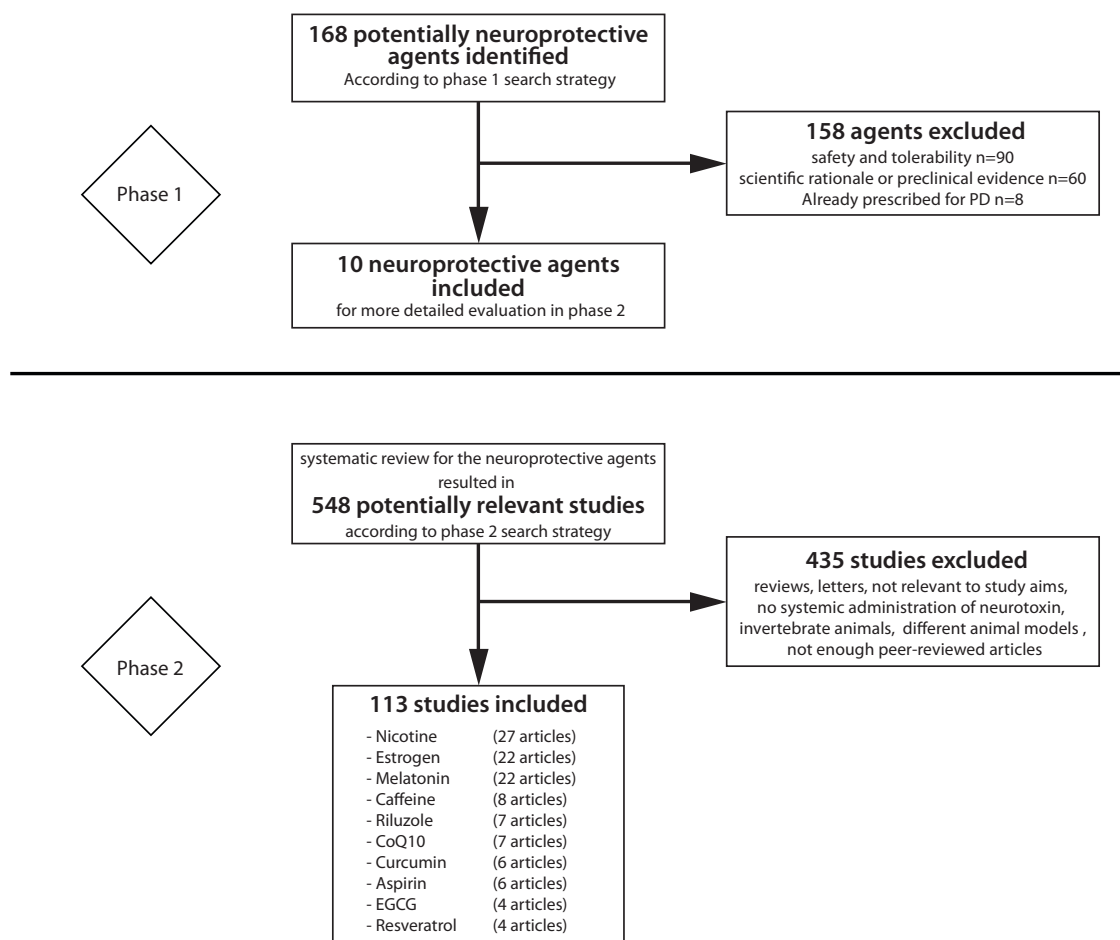 168 potentially neuroprotective
agents identified
According to phase 1 search strategy
158 agents excluded
safety and tolerability n=90
scientific rationale or preclinical evidence n=60
Already prescribed for PD n=8
Phase 1
10 neuroprotective agents
included
for more detailed evaluation in phase 2
systematic review for the neuroprotective agents
resulted in
548 potentially relevant studies
according to phase 2 search strategy
435 studies excluded
reviews, letters, not relevant to study aims,
no systemic administration of neurotoxin,
invertebrate animals, different animal models ,
not enough peer-reviewed articles
Phase 2
113 studies included
- Nicotine (27 articles)
- Estrogen (22 articles)
- Melatonin (22 articles)
- Caffeine (8 articles)
- Riluzole (7 articles)
- CoQ10 (7 articles)
- Curcumin (6 articles)
- Aspirin (6 articles)
- EGCG (4 articles)
- Resveratrol (4 articles)